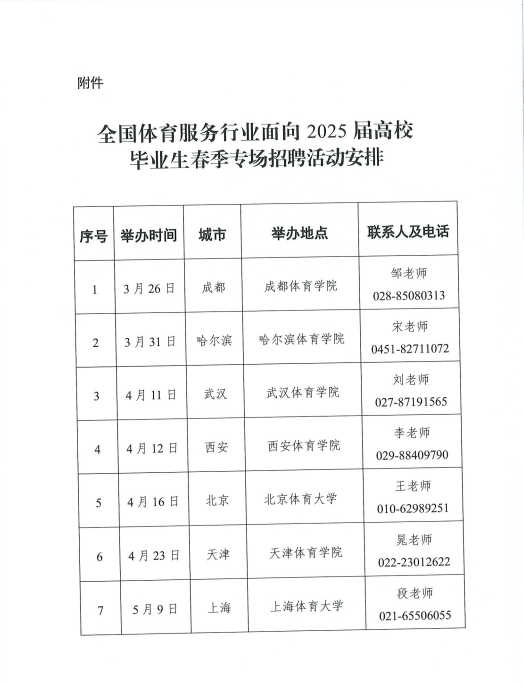 附件
全国体育服务行业面向 2025 届高校
毕业生春季专场招聘活动安排
序号 举办时间 城市 举办地点 联系人及电话
1 3 月 26 日 成都 成都体育学院 邹老师 028-85080313
2 3 月 31 日 哈尔滨 哈尔滨体育学院 宋老师 0451-82711072
3 4 月 11 日 武汉 武汉体育学院 刘老师 027-87191565
4 4 月 12 日 西安 西安体育学院 李老师 029-88409790
5 4 月 16 日 北京 北京体育大学 王老师 010-62989251
6 4 月 23 日 天津 天津体育学院 晁老师 022-23012622
7 5 月 9 日 上海 上海体育大学 段老师 021-65506055